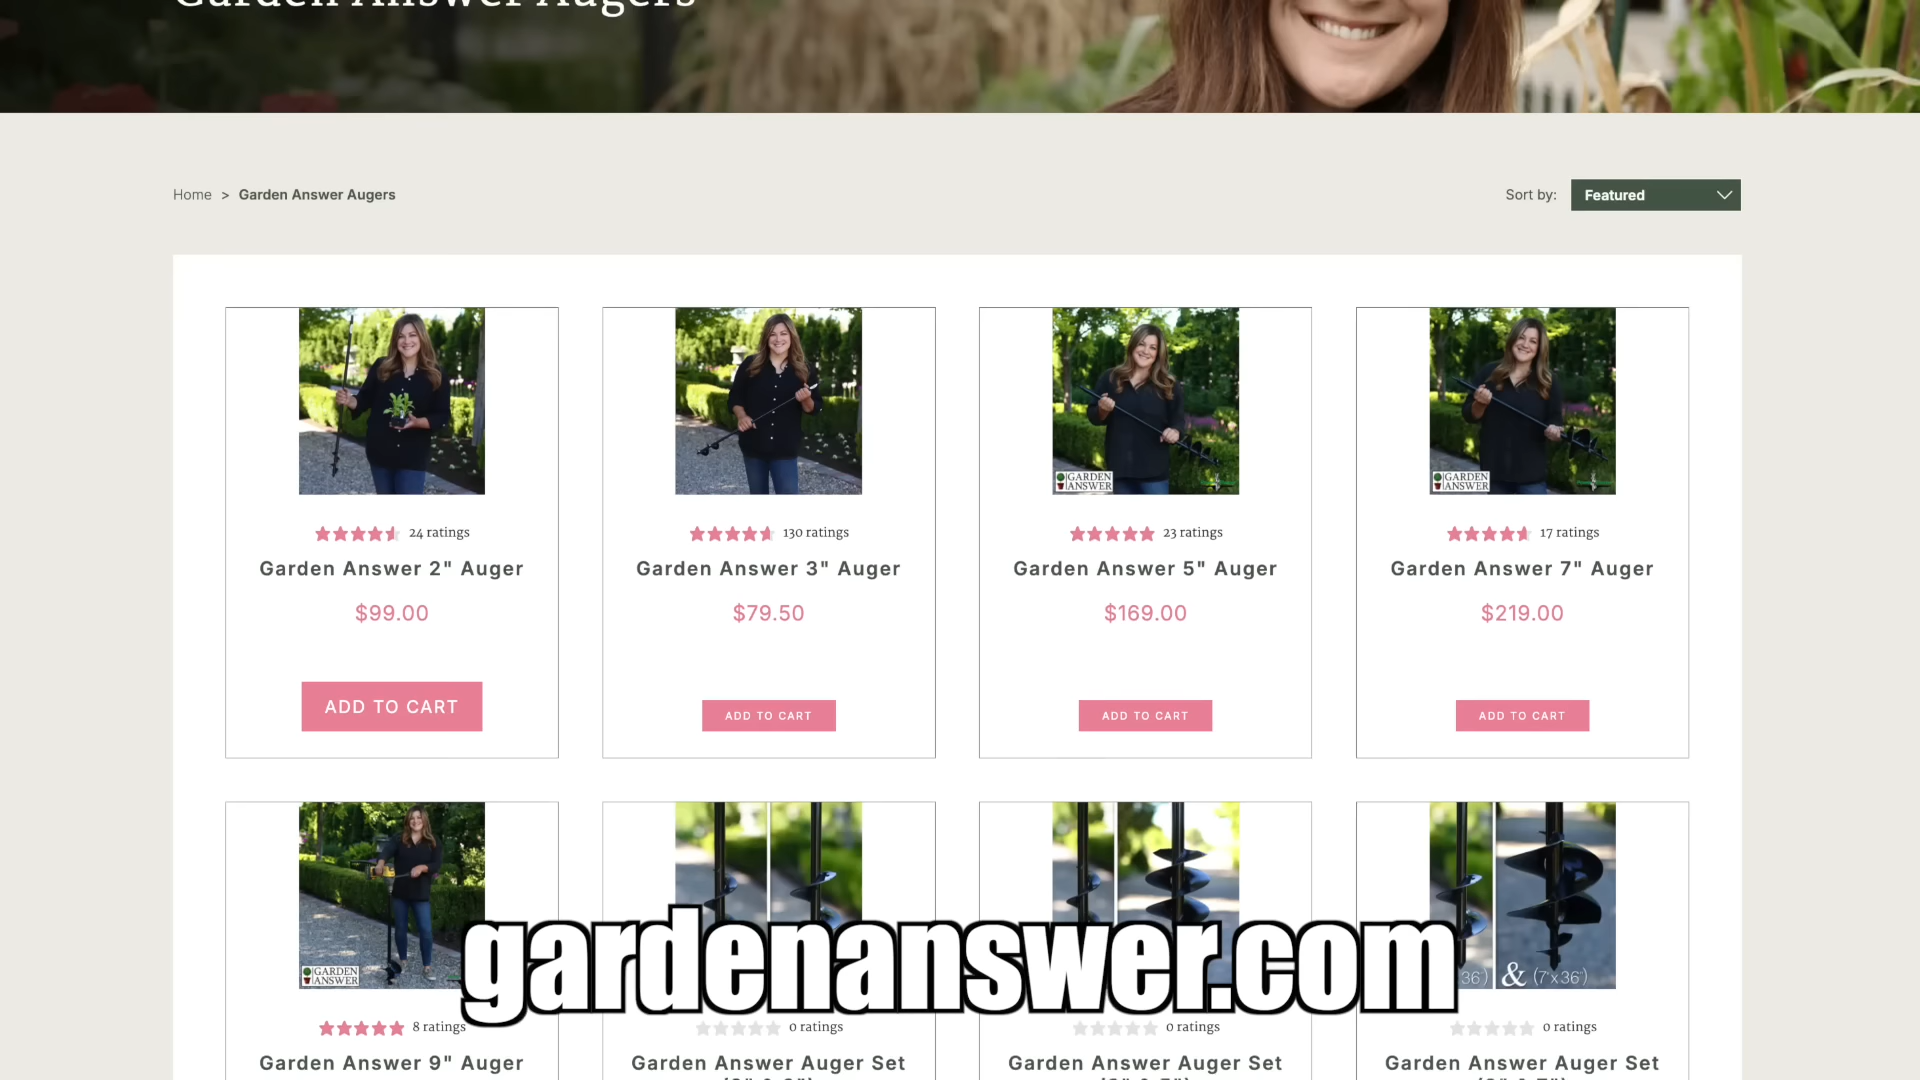 Garden Answer Augers
Home > Garden Answer Augers
Sort by: Featured
GARDEN
ANSWER
GARDEN
ANSWER
24 ratings
130 ratings
23 ratings
17 ratings
Garden Answer 2" Auger
Garden Answer 3" Auger
Garden Answer 5" Auger
Garden Answer 7" Auger
$99.00
$79.50
$169.00
$219.00
ADD TO CART
ADD TO CART
ADD TO CART
ADD TO CART
GARDEN
ANSWER
36") & (7"x36")
gardenanswer.com
8 ratings
0 ratings
0 ratings
0 ratings
Garden Answer 9" Auger
Garden Answer Auger Set
Garden Answer Auger Set
Garden Answer Auger Set